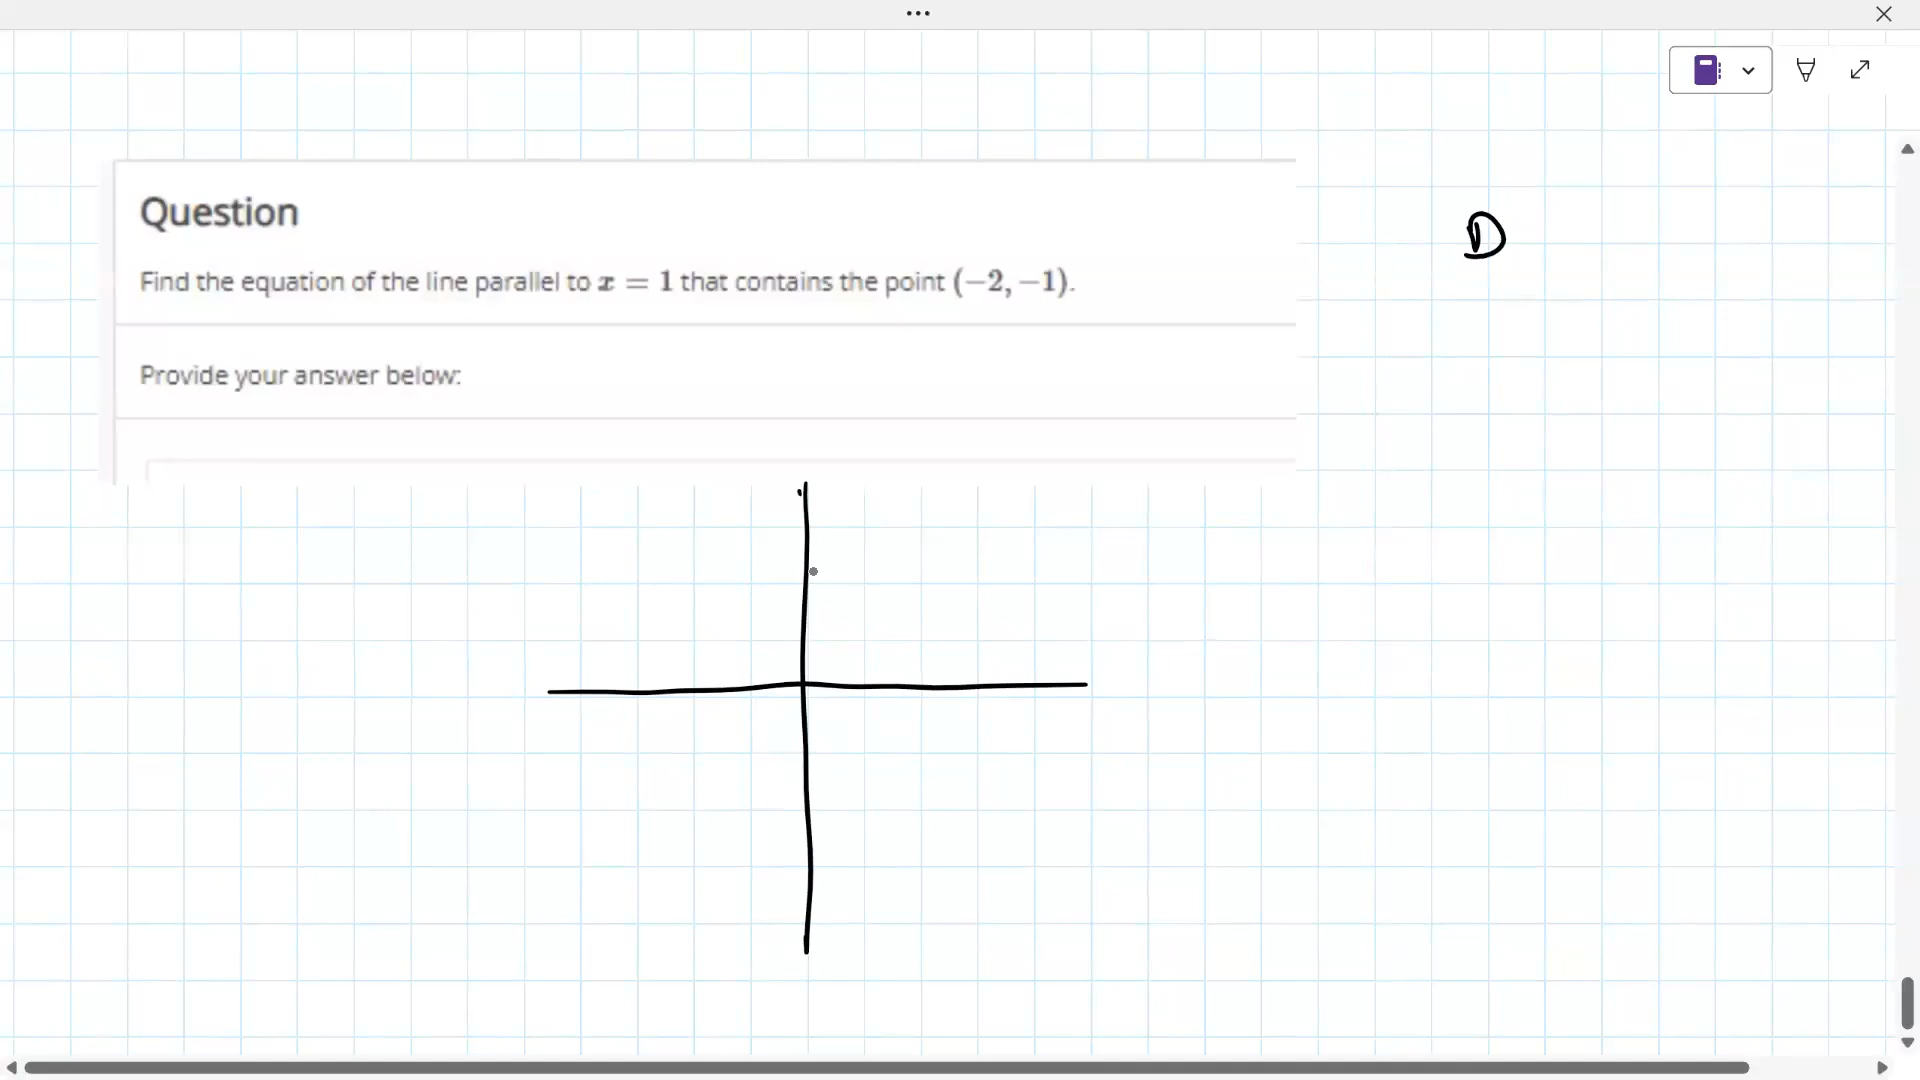 Question
Find the equation of the line parallel to x = 1 that contains the point (−2, −1).
Provide your answer below:
D